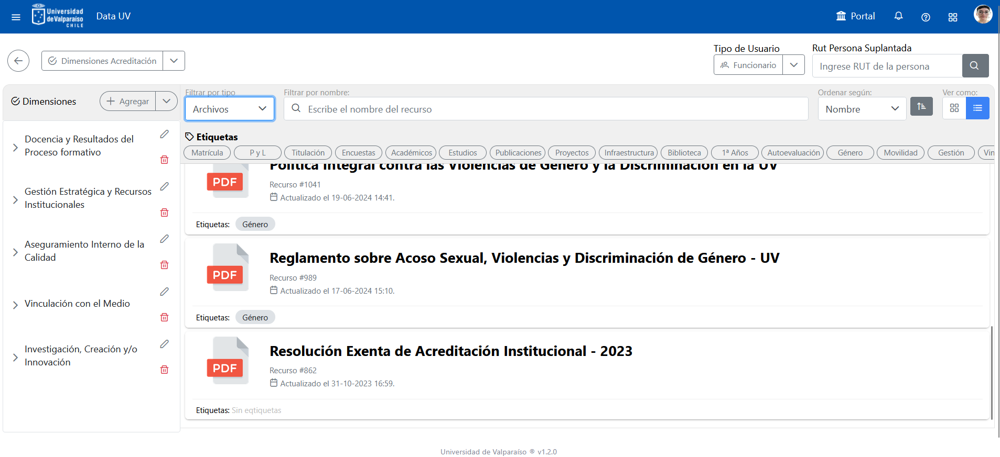 Universidad
de Valparaíso
CHILE
Data UV
Portal
Dimensiones Acreditación
Tipo de Usuario
Funcionario
Rut Persona Suplantada
Ingrese RUT de la persona
Dimensiones
Agregar
Filtrar por tipo
Archivos
Filtrar por nombre:
Escribe el nombre del recurso
Ordenar según:
Nombre
Ver como:
Etiquetas
Matrícula
P y L
Titulación
Encuestas
Académicos
Estudios
Publicaciones
Proyectos
Infraestructura
Biblioteca
1ª Años
Autoevaluación
Género
Movilidad
Gestión
Vin
Docencia y Resultados del
Proceso formativo
Gestión Estratégica y Recursos
Institucionales
Aseguramiento Interno de la
Calidad
Vinculación con el Medio
Investigación, Creación y/o
Innovación
PDF
Política Integral contra las Violencias de Género y la Discriminación en la UV
Recurso #1041
Actualizado el 19-06-2024 14:41.
Etiquetas: Género
PDF
Reglamento sobre Acoso Sexual, Violencias y Discriminación de Género - UV
Recurso #989
Actualizado el 17-06-2024 15:10.
Etiquetas: Género
PDF
Resolución Exenta de Acreditación Institucional - 2023
Recurso #862
Actualizado el 31-10-2023 16:59.
Etiquetas: Sin eqtiquetas
Universidad de Valparaíso ® v1.2.0